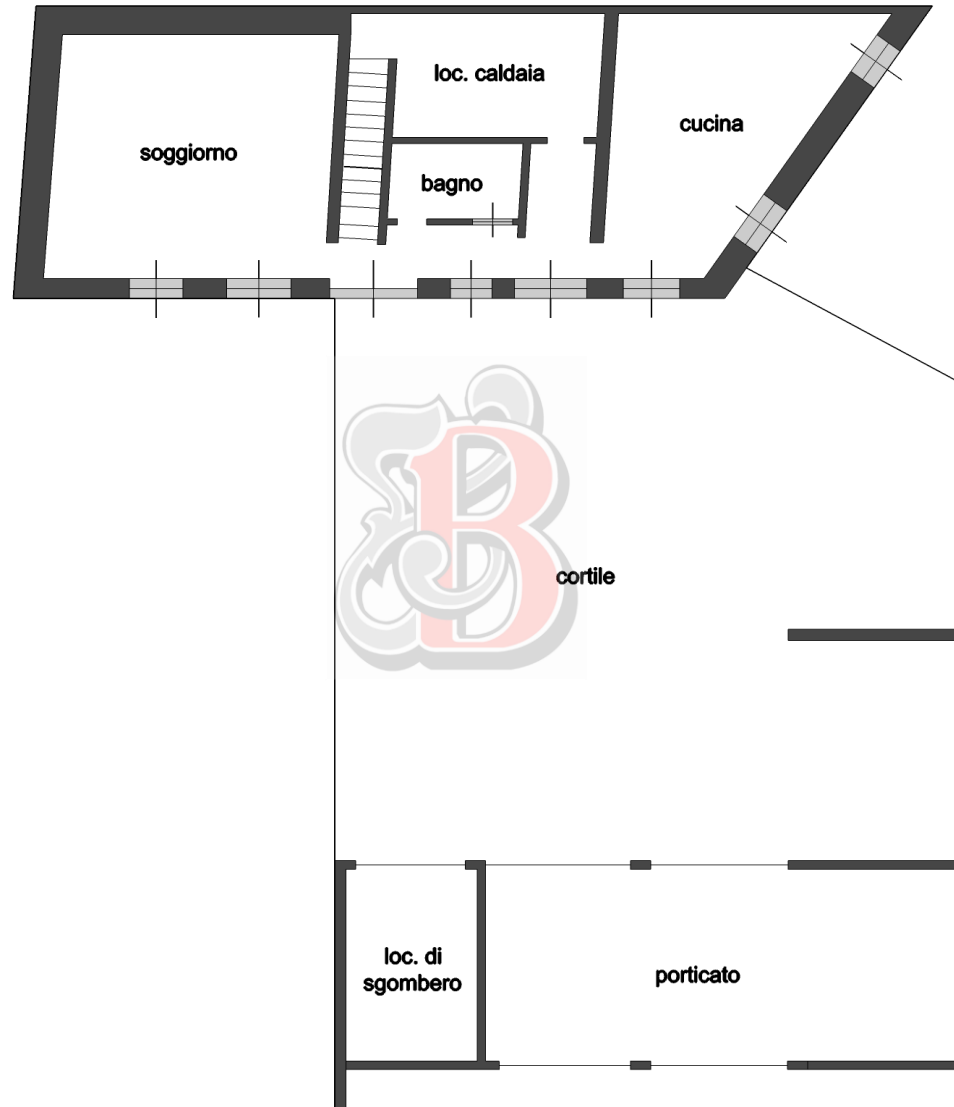 loc. caldaia
cucina
soggiorno
bagno
B
cortile
loc. di
sgombero
porticato